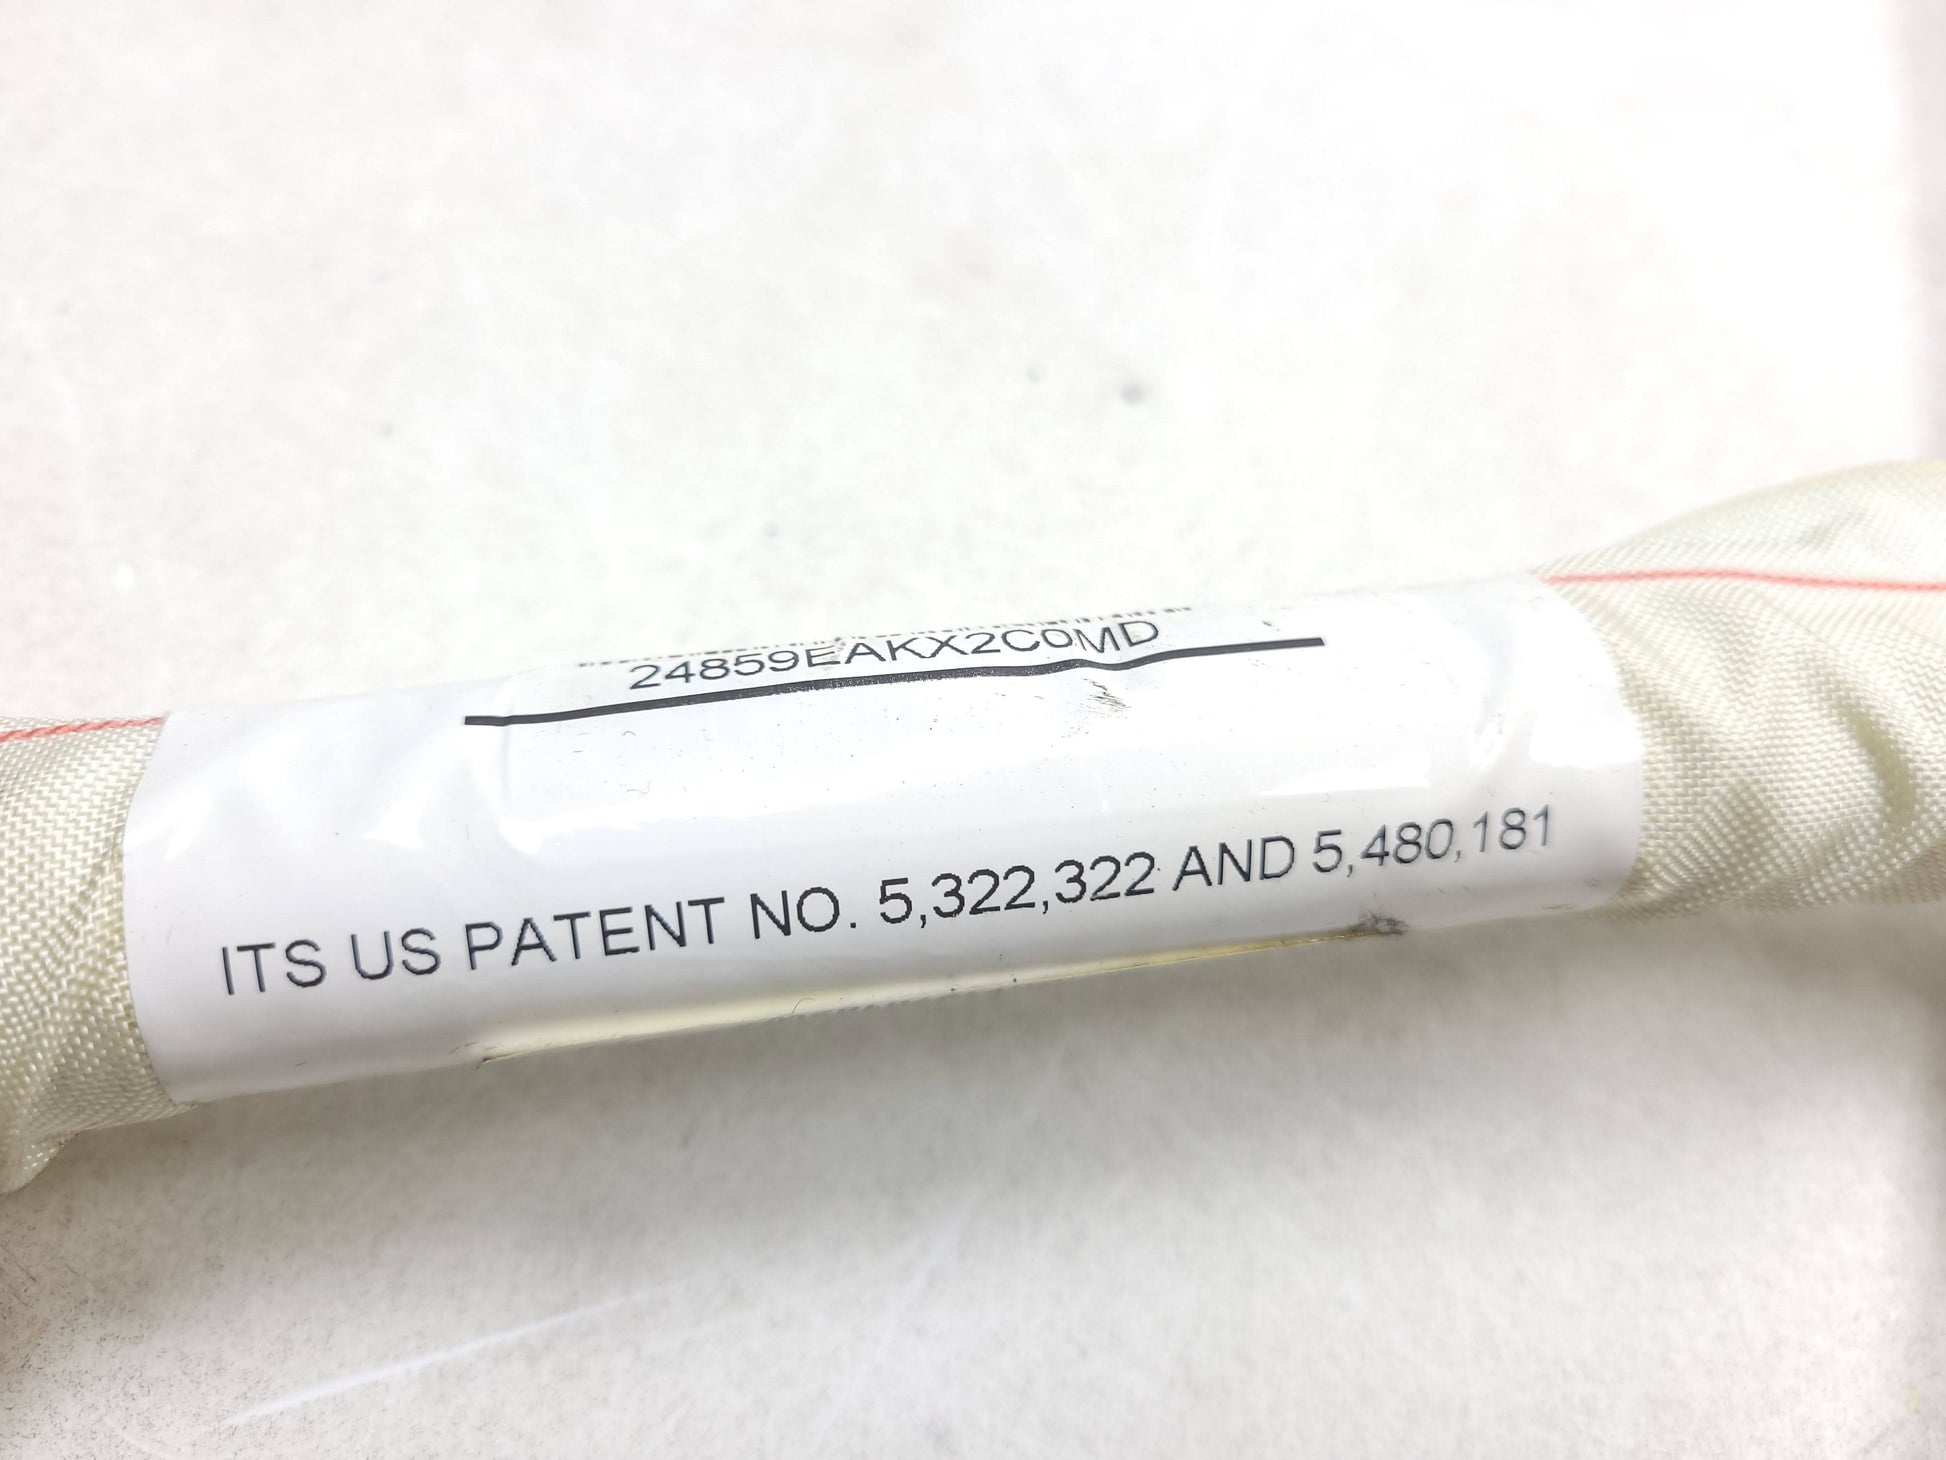 24859EAKX2C0MD
ITS US PATENT NO. 5,322,322 AND 5,480,181